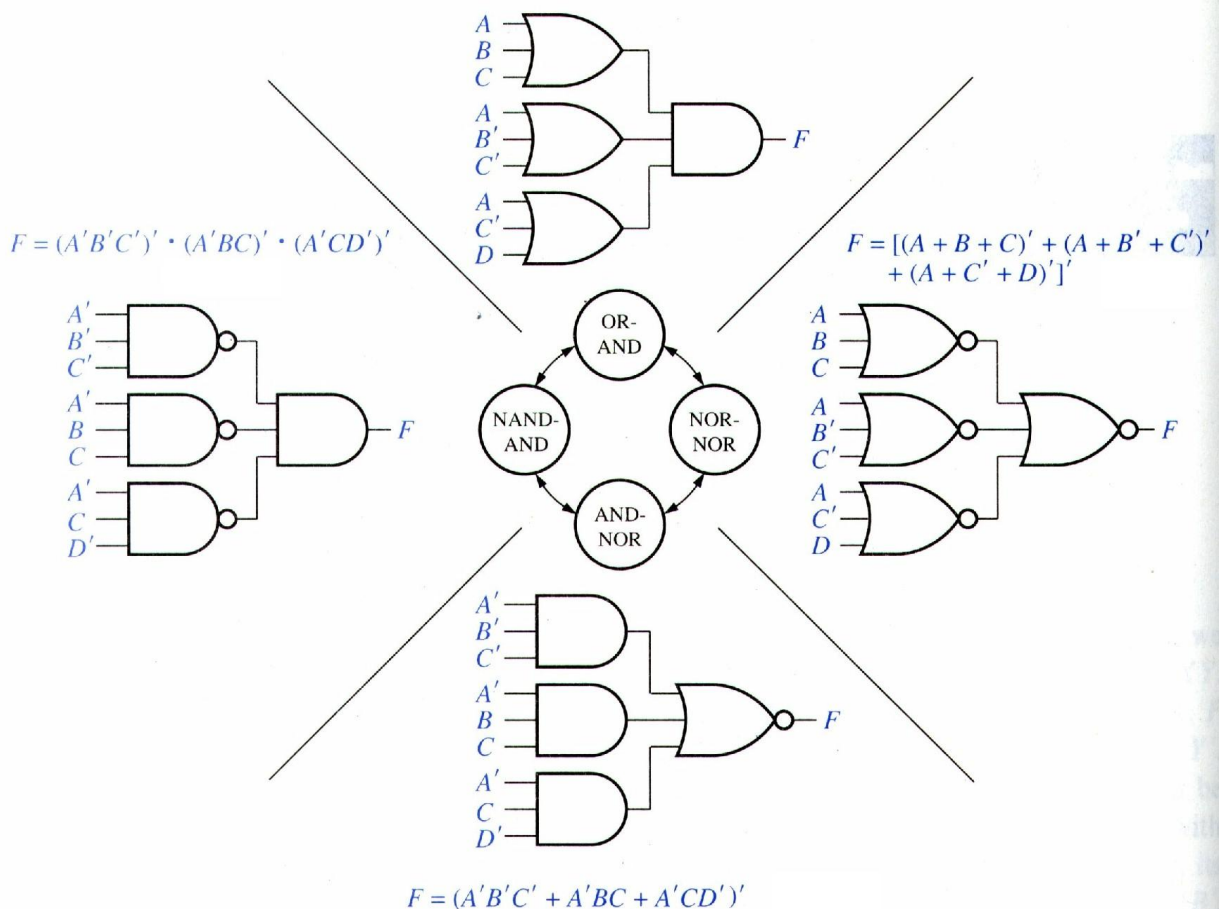 A
B
C
A
B'
C'
A
C'
D
F
F = (A'B'C')' · (A'BC)' · (A'CD')'
A'
B'
C'
A'
B
C
A'
C
D'
F
OR-
AND
NAND-
AND
NOR-
NOR
AND-
NOR
F = [(A + B + C)' + (A + B' + C')'
+ (A + C' + D)']'
A
B
C
A
B'
C'
A
C'
D
F
A'
B'
C'
A'
B
C
A'
C
D'
F
F = (A'B'C' + A'BC + A'CD')'